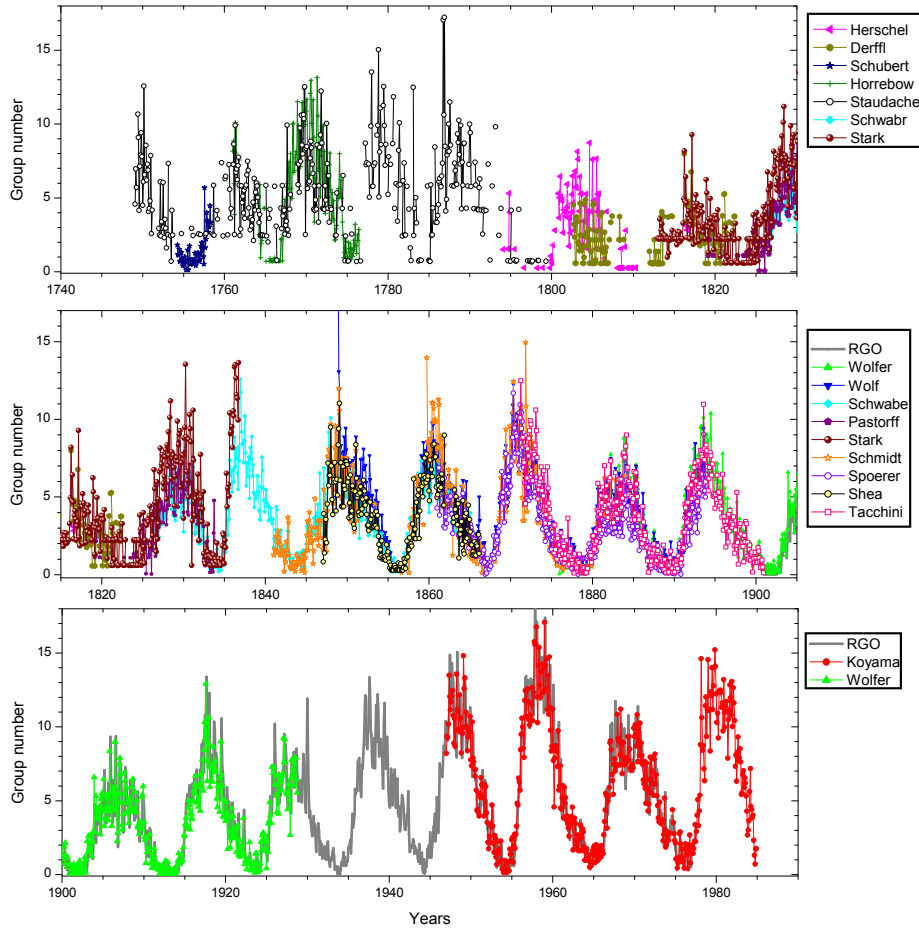 Group number
15
10
5
0
1740
1760
1780
1800
1820
Herschel
Derffl
Schubert
Horrebow
Staudache
Schwabr
Stark
Group number
15
10
5
0
1820
1840
1860
1880
1900
RGO
Wolfer
Wolf
Schwabe
Pastorff
Stark
Schmidt
Spoerer
Shea
Tacchini
Group number
15
10
5
0
1900
1920
1940
1960
1980
Years
RGO
Koyama
Wolfer